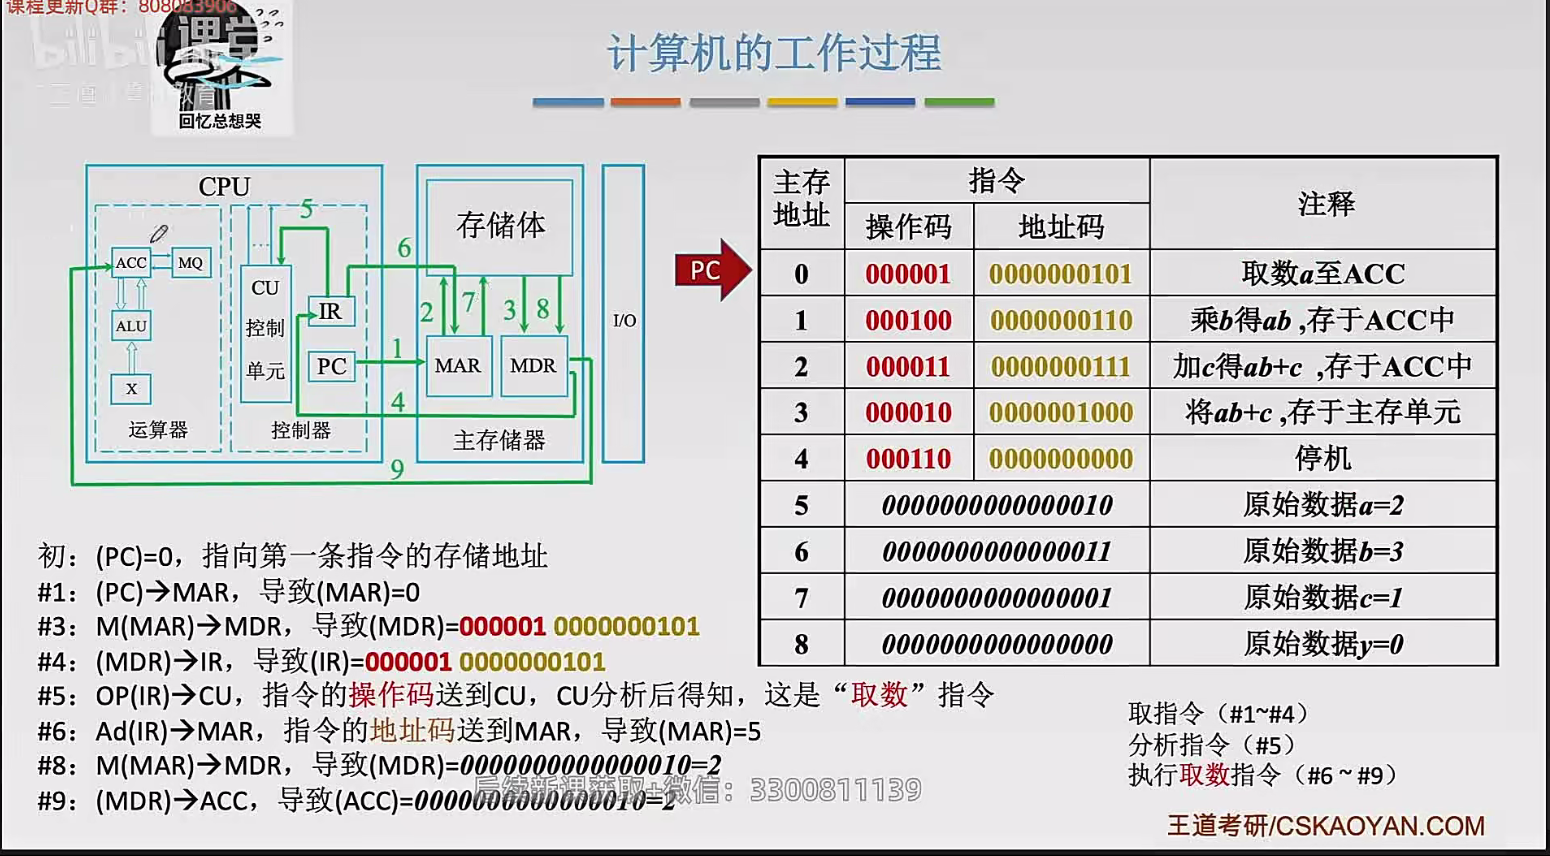 课程更新Q群：808083906
bilibili 课堂
回忆总想哭
计算机的工作过程
CPU
ACC
MQ
ALU
X
运算器
5
...
CU
控制
单元
IR
PC
控制器
6
1
4
9
存储体
2
7
3
8
MAR
MDR
主存储器
I/O
PC
主存地址 指令 注释
操作码 地址码
0 000001 0000000101 取数a至ACC
1 000100 0000000110 乘b得ab ,存于ACC中
2 000011 0000000111 加c得ab+c ,存于ACC中
3 000010 0000001000 将ab+c ,存于主存单元
4 000110 0000000000 停机
5 0000000000000010 原始数据a=2
6 0000000000000011 原始数据b=3
7 0000000000000001 原始数据c=1
8 0000000000000000 原始数据y=0
初：(PC)=0，指向第一条指令的存储地址
#1：(PC)→MAR，导致(MAR)=0
#3：M(MAR)→MDR，导致(MDR)=000001 0000000101
#4：(MDR)→IR，导致(IR)=000001 0000000101
#5：OP(IR)→CU，指令的操作码送到CU，CU分析后得知，这是“取数”指令
#6：Ad(IR)→MAR，指令的地址码送到MAR，导致(MAR)=5
#8：M(MAR)→MDR，导致(MDR)=0000000000000010=2
#9：(MDR)→ACC，导致(ACC)=0000000000000010=2
后续新课获取+微信：3300811139
取指令（#1~#4）
分析指令（#5）
执行取数指令（#6 ~ #9）
王道考研/CSKAOYAN.COM